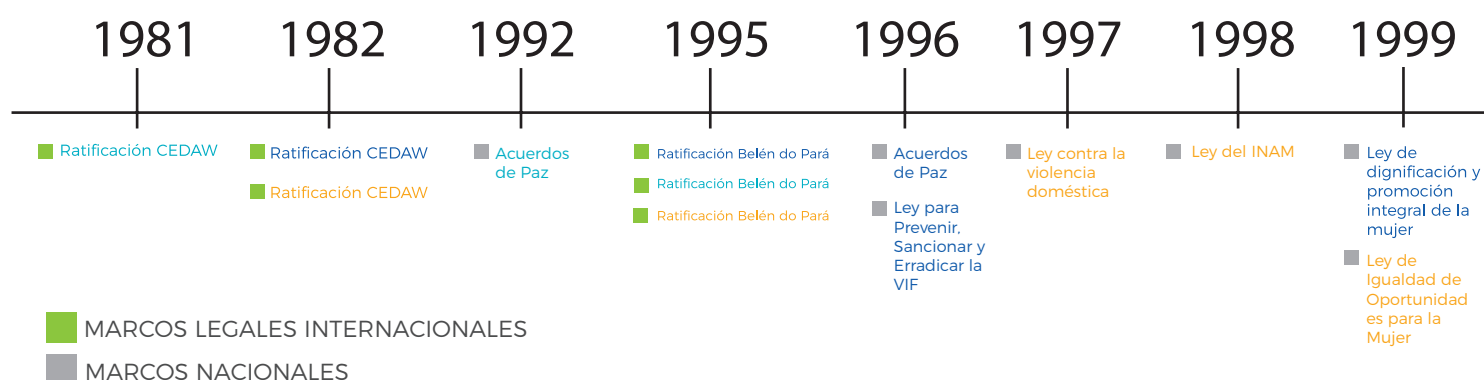 1981
1982
1992
1995
1996
1997
1998
1999
Ratificación CEDAW
Ratificación CEDAW
Ratificación CEDAW
Acuerdos
de Paz
Ratificación Belén do Pará
Ratificación Belén do Pará
Ratificación Belén do Pará
Acuerdos
de Paz
Ley para
Prevenir,
Sancionar y
Erradicar la
VIF
Ley contra la
violencia
doméstica
Ley del INAM
Ley de
dignificación y
promoción
integral de la
mujer
Ley de
Igualdad de
Oportunidad
es para la
Mujer
MARCOS LEGALES INTERNACIONALES
MARCOS NACIONALES